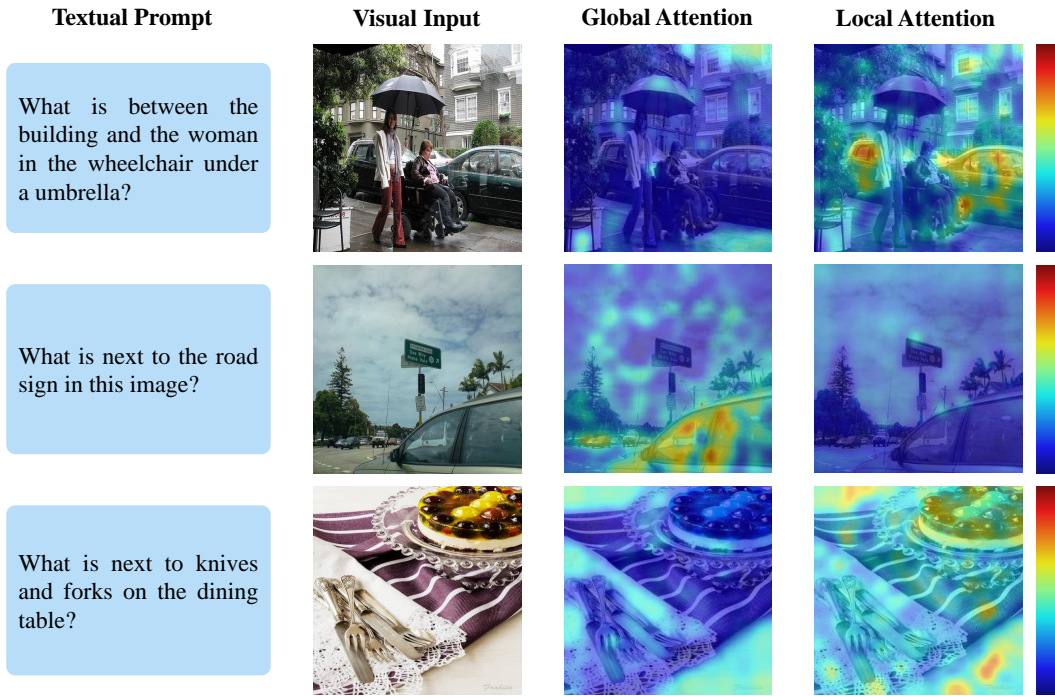 Textual Prompt
Visual Input
Global Attention
Local Attention
What is between the
building and the woman
in the wheelchair under
a umbrella?
What is next to the road
sign in this image?
What is next to knives
and forks on the dining
table?